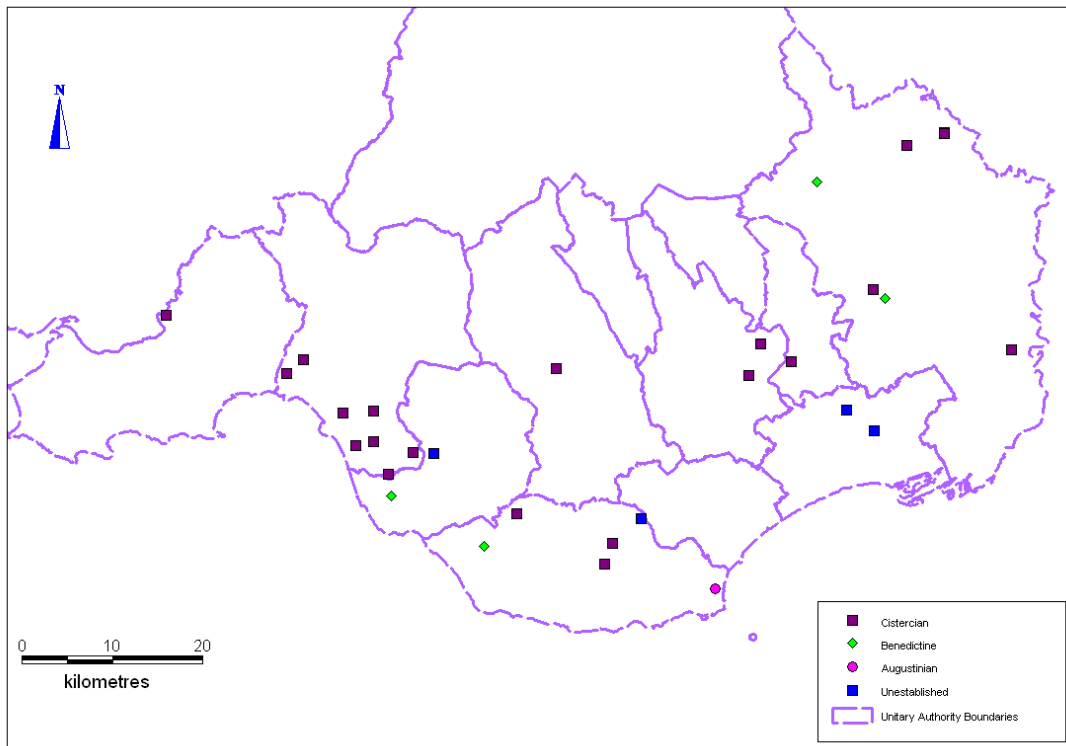 N
0 10 20
kilometres
Cistercian
Benedictine
Augustinian
Unestablished
Unitary Authority Boundaries